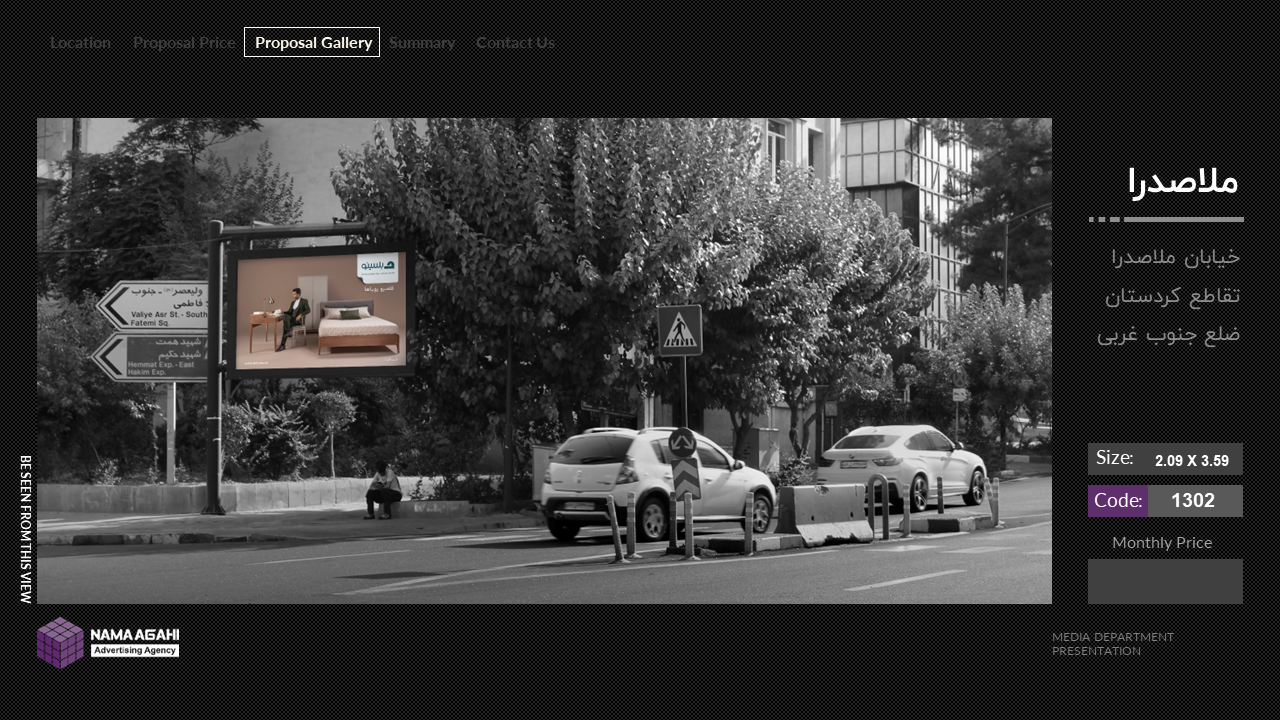 Location
Proposal Price
Proposal Gallery
Summary
Contact Us
ملاصدرا
خیابان ملاصدرا
تقاطع کردستان
ضلع جنوب غربی
Size: 2.09 X 3.59
Code: 1302
Monthly Price
ولیعصر(عج) - جنوب
فاطمی
Valiye Asr St. - South
Fatemi Sq.
شهید همت
شهید حکیم
Hemmat Exp. - East
Hakim Exp.
BE SEEN FROM THIS VIEW
NAMA AGAHI
Advertising Agency
MEDIA DEPARTMENT
PRESENTATION